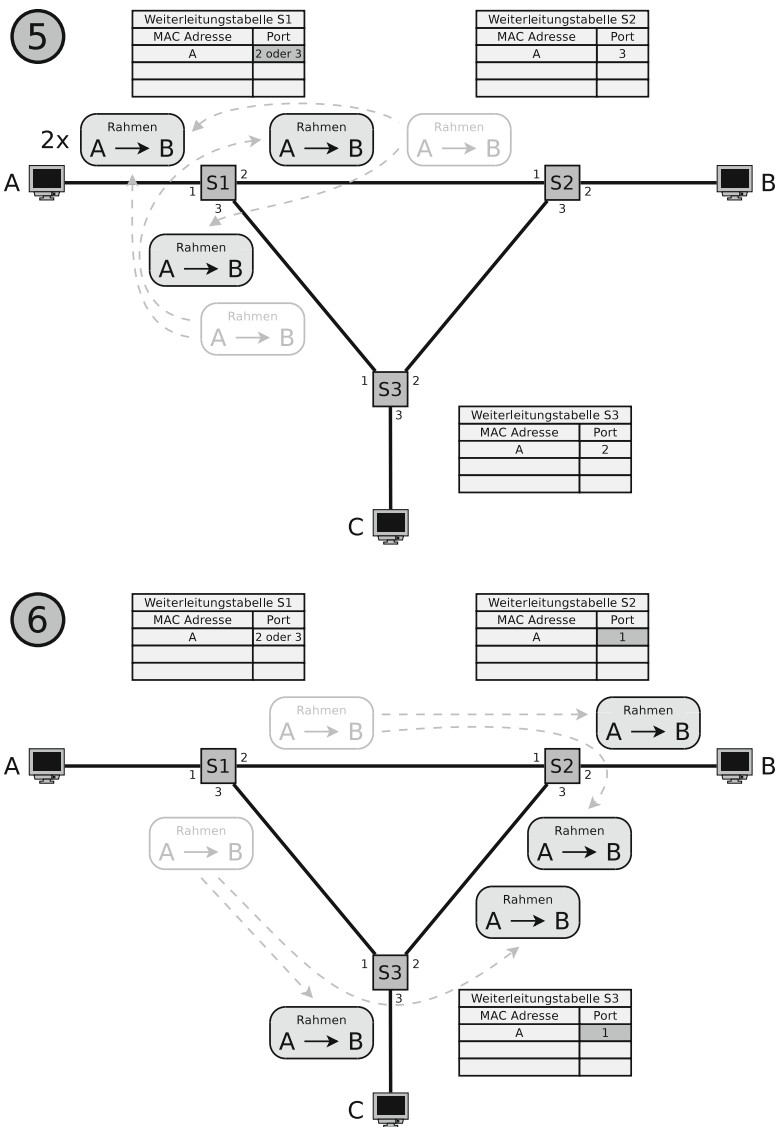 5
Weiterleitungstabelle S1
MAC Adresse Port
A 2 oder 3
Weiterleitungstabelle S2
MAC Adresse Port
A 3
2x
Rahmen
A → B
Rahmen
A → B
Rahmen
A → B
A
1
S1
2
3
1
S2
2
3
B
Rahmen
A → B
Rahmen
A → B
1
S3
2
3
Weiterleitungstabelle S3
MAC Adresse Port
A 2
C
6
Weiterleitungstabelle S1
MAC Adresse Port
A 2 oder 3
Weiterleitungstabelle S2
MAC Adresse Port
A 1
Rahmen
A → B
Rahmen
A → B
A
1
S1
2
3
1
S2
2
3
B
Rahmen
A → B
Rahmen
A → B
Rahmen
A → B
1
S3
2
3
Weiterleitungstabelle S3
MAC Adresse Port
A 1
Rahmen
A → B
C